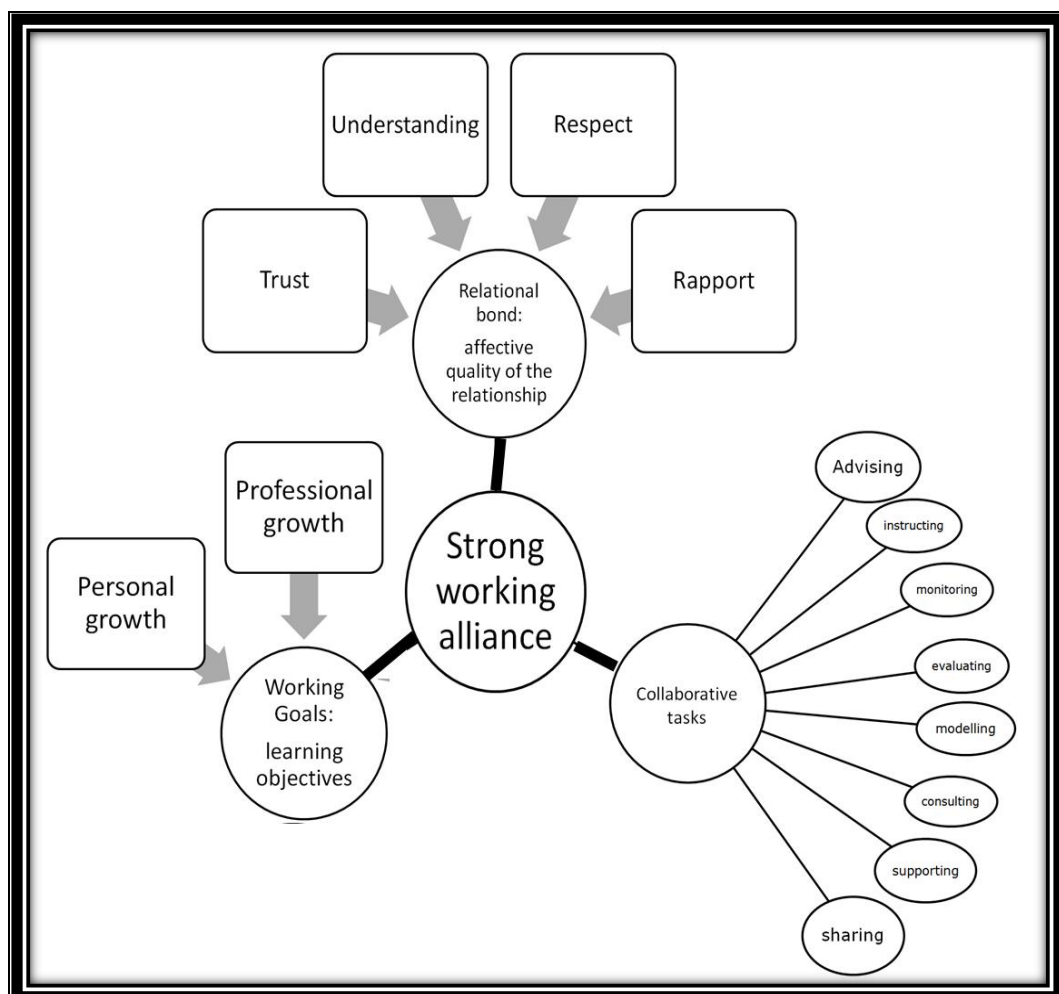 Understanding
Respect
Trust
Rapport
Relational
bond:
affective
quality of the
relationship
Professional
growth
Personal
growth
Strong
working
alliance
Working
Goals:
learning
objectives
Collaborative
tasks
Advising
instructing
monitoring
evaluating
modelling
consulting
supporting
sharing